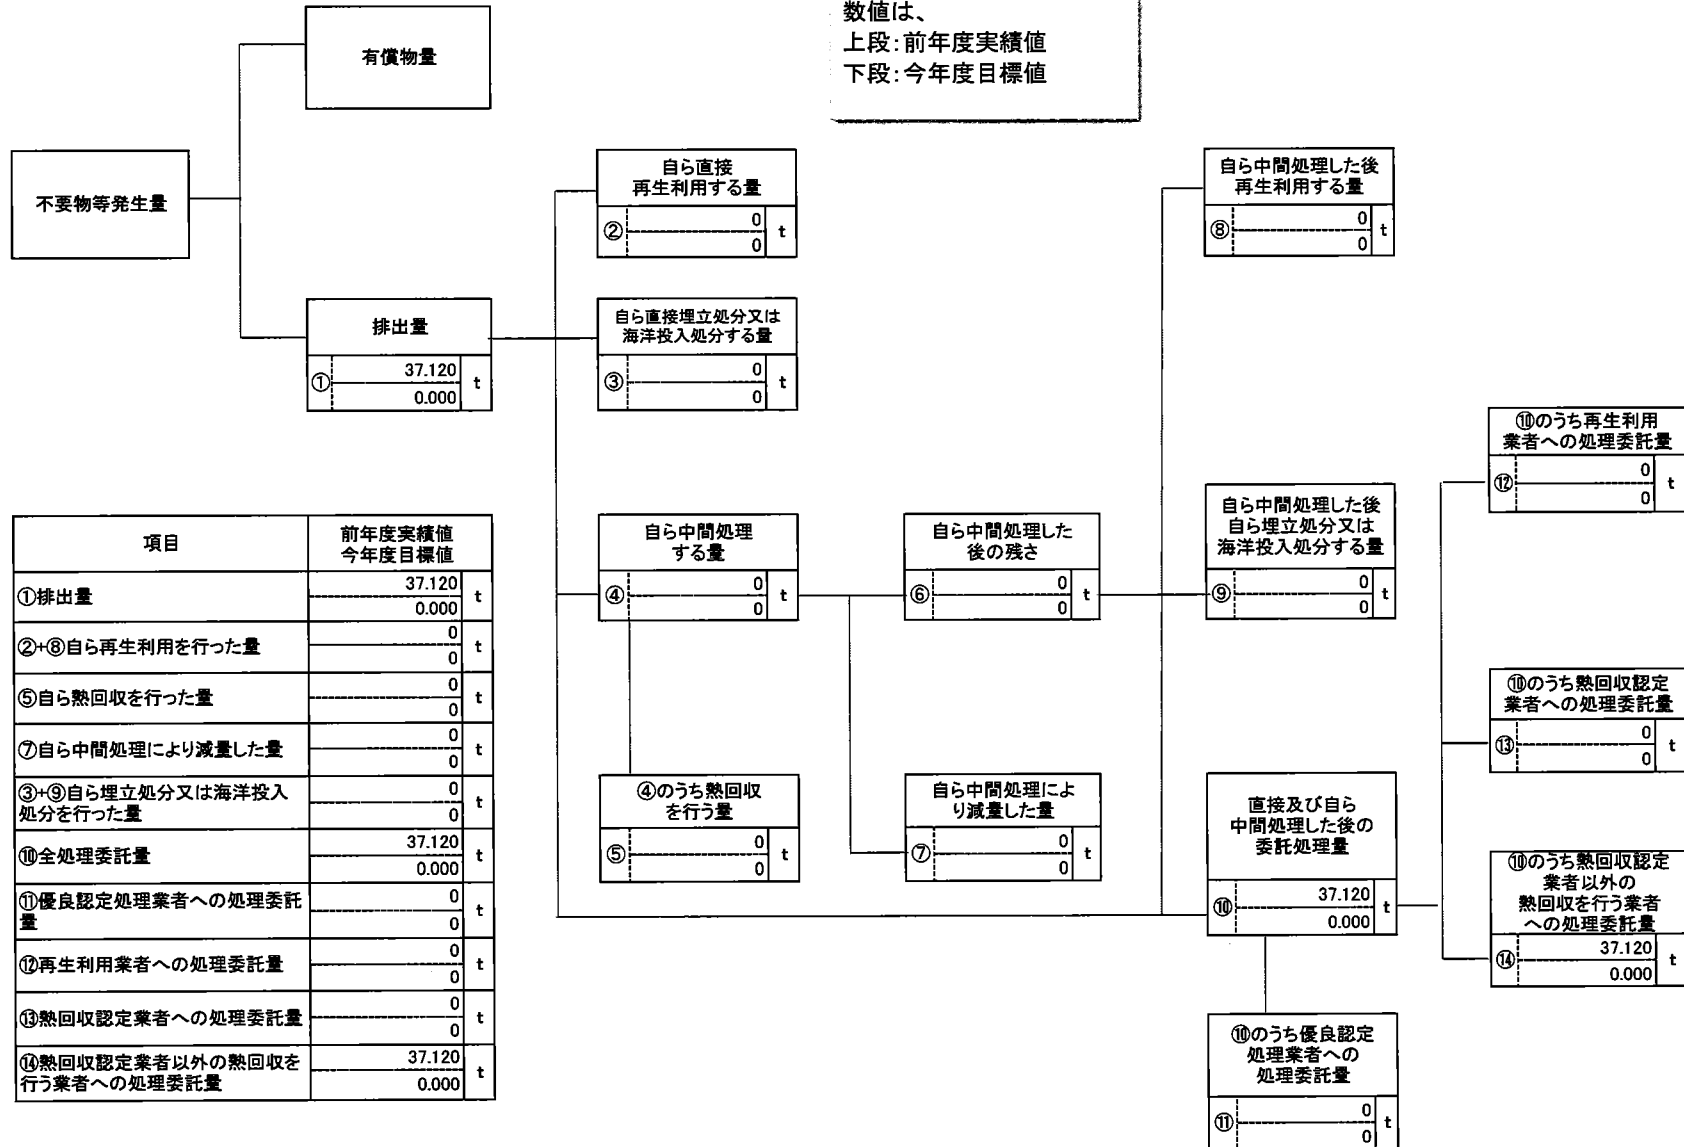 数値は、
上段:前年度実績値
下段:今年度目標値
有償物量
不要物等発生量
排出量
① 37.120 t
0.000
自ら直接
再生利用する量
② 0 t
0
自ら直接埋立処分又は
海洋投入処分する量
③ 0 t
0
自ら中間処理した後
再生利用する量
⑧ 0 t
0
自ら中間処理
する量
④ 0 t
0
自ら中間処理した
後の残さ
⑥ 0 t
0
自ら中間処理した後
自ら埋立処分又は
海洋投入処分する量
⑨ 0 t
0
④のうち熱回収
を行う量
⑤ 0 t
0
自ら中間処理によ
り減量した量
⑦ 0 t
0
直接及び自ら
中間処理した後の
委託処理量
⑩ 37.120 t
0.000
⑩のうち優良認定
処理業者への
処理委託量
⑪ 0 t
0
⑩のうち再生利用
業者への処理委託量
⑫ 0 t
0
⑩のうち熱回収認定
業者への処理委託量
⑬ 0 t
0
⑩のうち熱回収認定
業者以外の
熱回収を行う業者
への処理委託量
⑭ 37.120 t
0.000
項目 前年度実績値
今年度目標値
①排出量 37.120 t
0.000
②+⑧自ら再生利用を行った量 0 t
0
⑤自ら熱回収を行った量 0 t
0
⑦自ら中間処理により減量した量 0 t
0
③+⑨自ら埋立処分又は海洋投入 0 t
処分を行った量 0
⑩全処理委託量 37.120 t
0.000
⑪優良認定処理業者への処理委託 0 t
量 0
⑫再生利用業者への処理委託量 0 t
0
⑬熱回収認定業者への処理委託量 0 t
0
⑭熱回収認定業者以外の熱回収を 37.120 t
行う業者への処理委託量 0.000